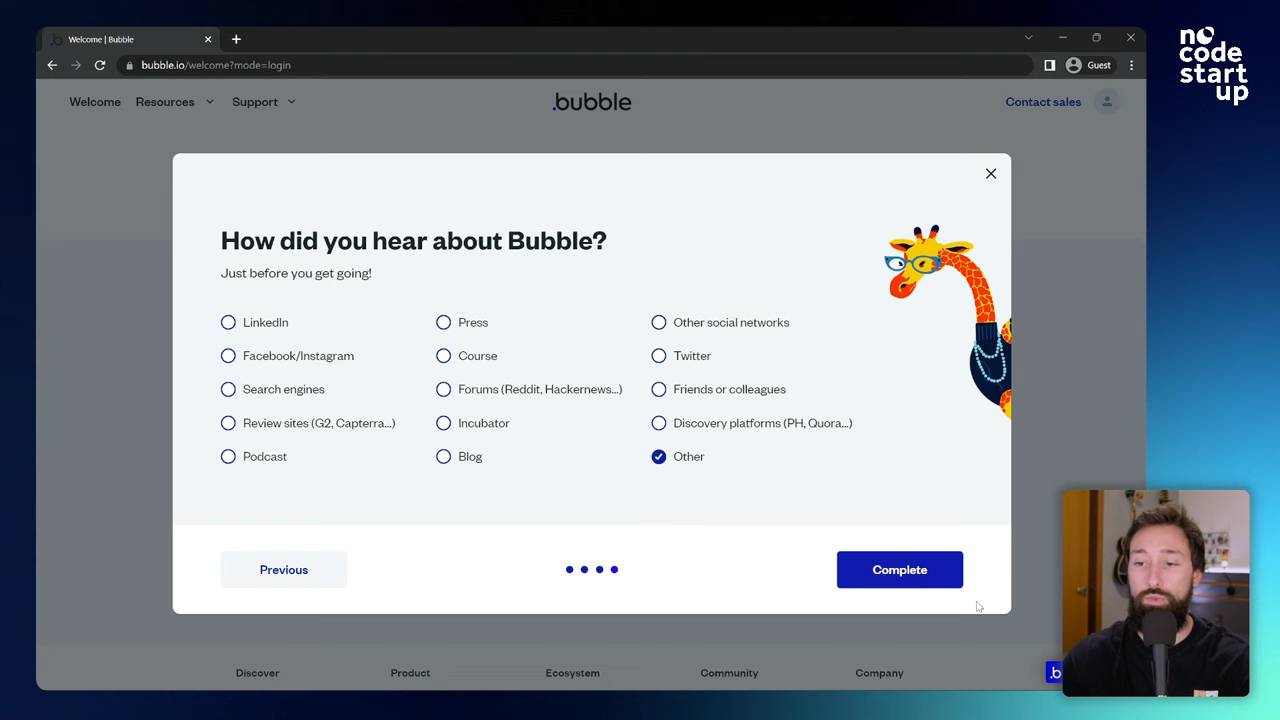 Welcome | Bubble
bubble.io/welcome?mode=login
Guest
no
code
start
up
Welcome
Resources
Support
.bubble
Contact sales
How did you hear about Bubble?
Just before you get going!
LinkedIn
Press
Other social networks
Facebook/Instagram
Course
Twitter
Search engines
Forums (Reddit, Hackernews...)
Friends or colleagues
Review sites (G2, Capterra...)
Incubator
Discovery platforms (PH, Quora...)
Podcast
Blog
Other
Previous
Complete
Discover
Product
Ecosystem
Community
Company
.b